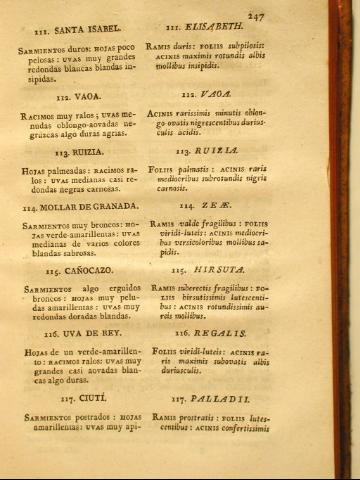 247
111. SANTA ISABEL.
SARMIENTOS duros: HOJAS poco
pelosas: UVAS muy grandes
redondas blancas blandas in-
sipidas.
112. VAOA.
RACIMOS muy ralos; UVAS me-
nudas oblongo-aovadas ne-
gruzcas algo duras agrias.
113. RUIZIA.
HOJAS palmeadas: RACIMOS ra-
los: UVAS medianas casi re-
dondas negras carnosas.
114. MOLLAR DE GRANADA.
SARMIENTOS muy broncos: HO-
JAS verde-amarillentas: UVAS
medianas de varios colores
blandas sabrosas.
115. CAÑOCAZO.
SARMIENTOS algo erguidos
broncos: HOJAS muy pelu-
das amarillentas: UVAS muy
redondas doradas blandas.
116. UVA DE REY.
HOJAS de un verde-amarillen-
to: RACIMOS ralos: UVAS muy
grandes casi aovadas blan-
cas algo duras.
117. CIUTÍ.
SARMIENTOS postrados: HOJAS
amarillentas: UVAS muy api-
111. ELISABETH.
RAMIS duris: FOLIIS subpilosis:
ACINIS maximis rotundis albis
mollibus insipidis.
112. VAOA.
ACINIS rarissimis minutis oblon-
go-ovatis nigrescentibus durius-
culis acidis.
113. RUIZIA.
FOLIIS palmatis: ACINIS raris
mediocribus subrotundis nigris
carnosis.
114. ZEÆ.
RAMIS valde fragilibus: FOLIIS
viridi-luteis: ACINIS mediocri-
bus versicoloribus mollibus sa-
pidis.
115. HIRSUTA.
RAMIS suberectis fragilibus: FO-
LIIS hirsutissimis lutescenti-
bus: ACINIS rotundissimis au-
reis mollibus.
116. REGALIS.
FOLIIS viridi-luteis: ACINIS ra-
ris maximis subovatis albis
duriusculis.
117. PALLADII.
RAMIS prostratis: FOLIIS lutes-
centibus: ACINIS confertissimis